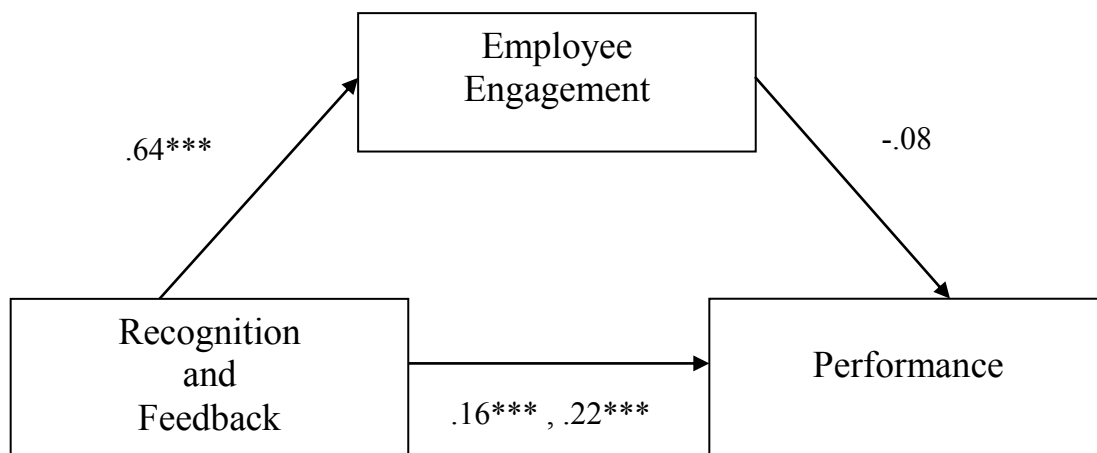 Employee
Engagement
.64***
-.08
Recognition
and
Feedback
Performance
.16*** , .22***